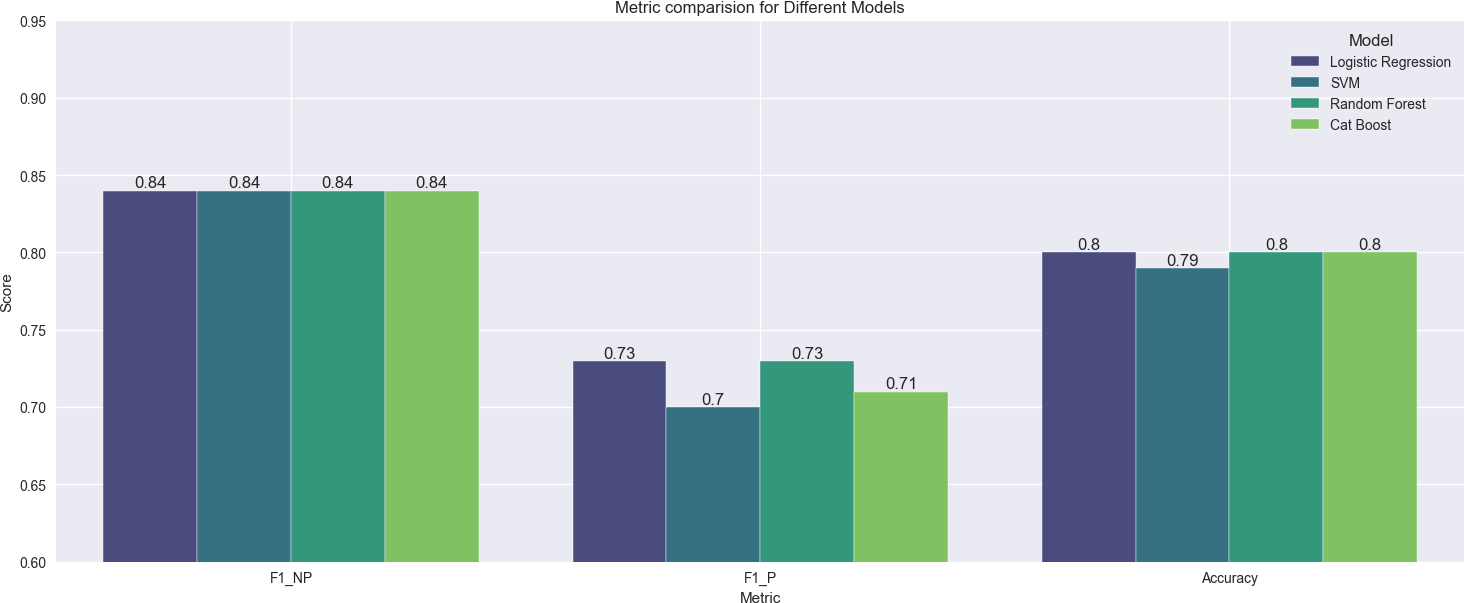 Metric comparision for Different Models
0.95
0.90
0.85
0.80
0.75
0.70
0.65
0.60
Score
Model
Logistic Regression
SVM
Random Forest
Cat Boost
0.84 0.84 0.84 0.84
0.73 0.7 0.73 0.71
0.8 0.79 0.8 0.8
F1_NP F1_P Accuracy
Metric